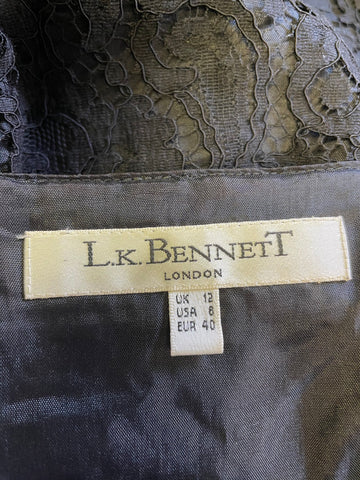 L.K. BENNETT
LONDON
UK 12
USA 8
EUR 40